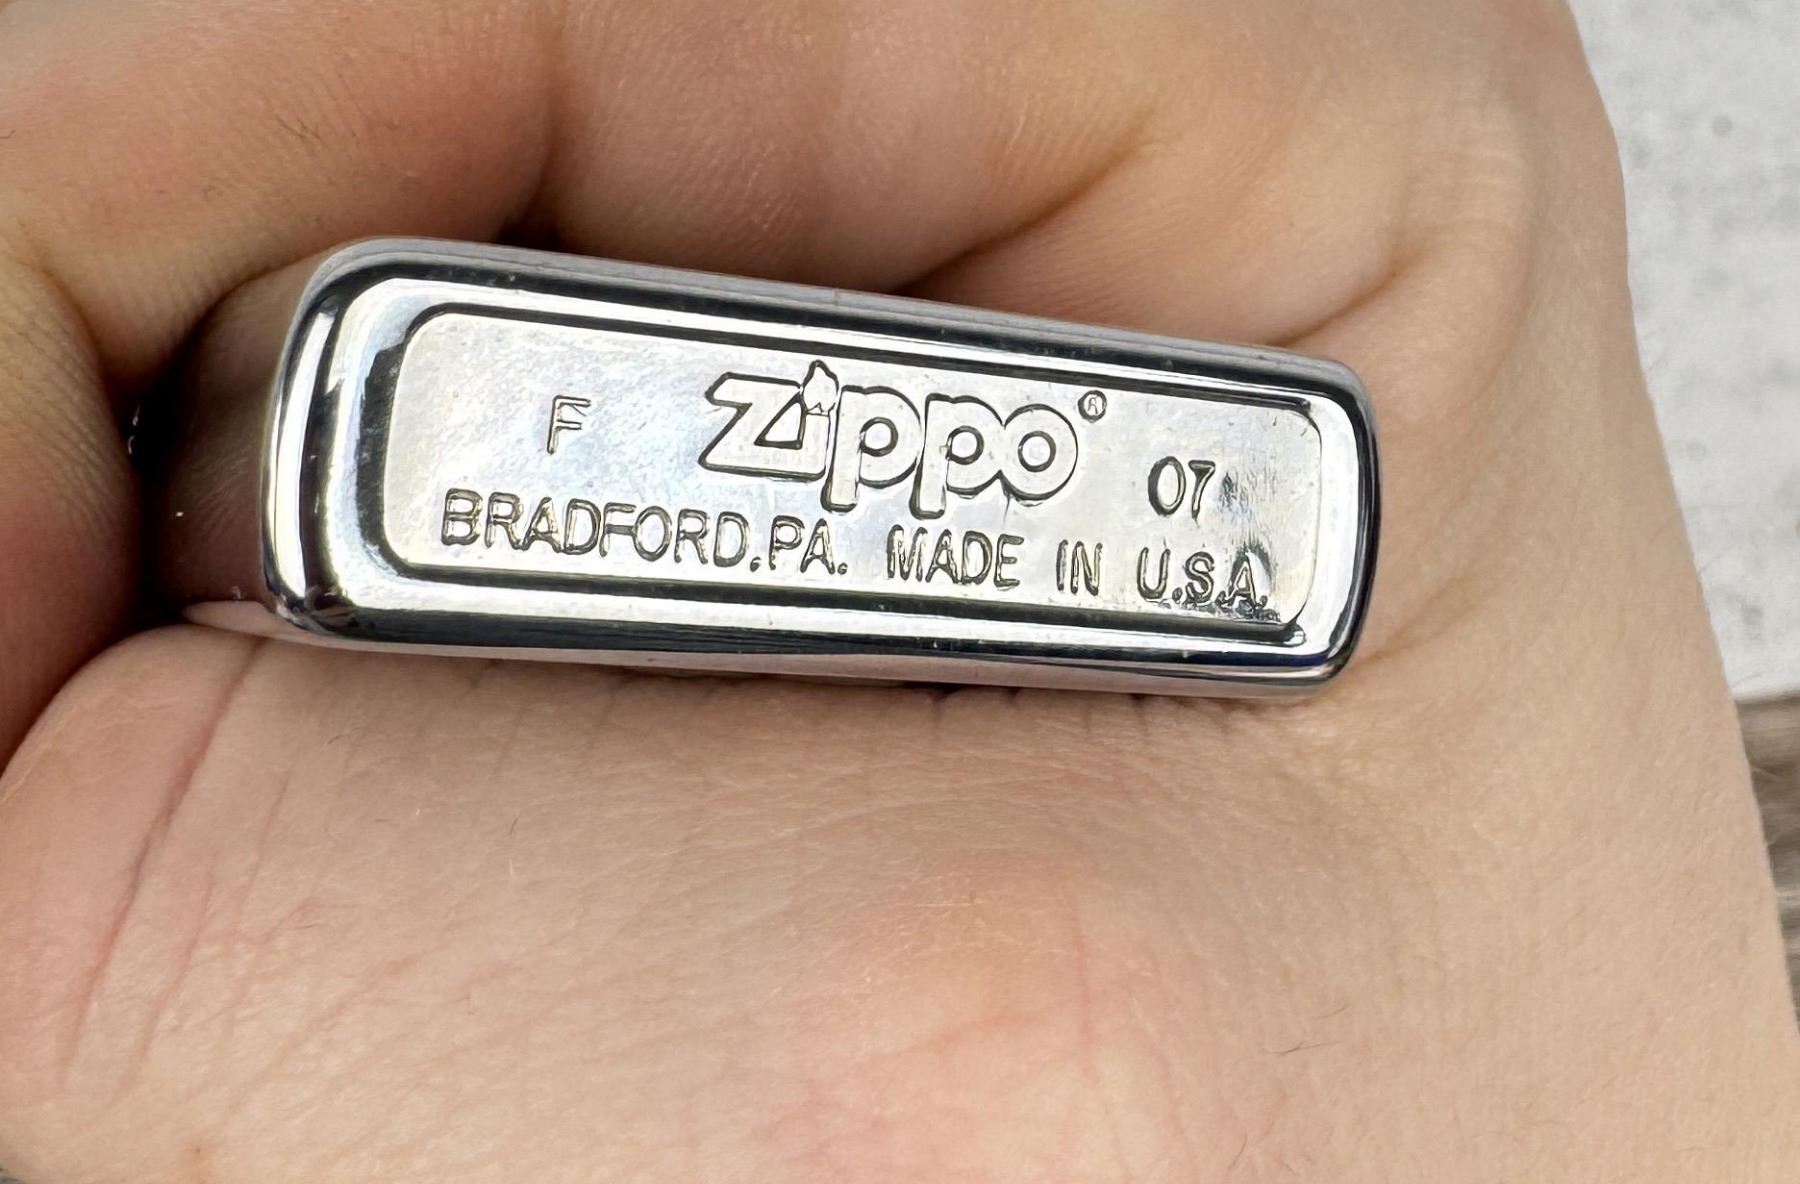 F zippo® 07
BRADFORD,PA. MADE IN U.S.A.